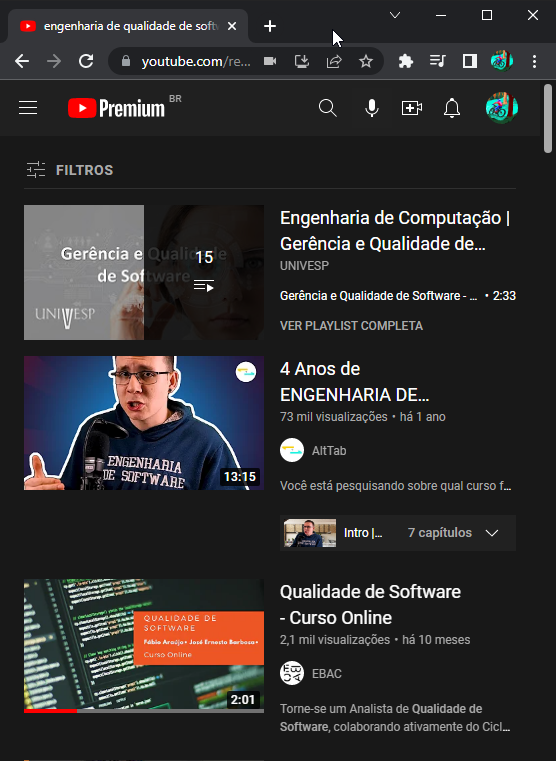 engenharia de qualidade de softw
youtube.com/re...
Premium BR
FILTROS
Gerência e Qualidade
de Software
15
UNIVESP
Engenharia de Computação |
Gerência e Qualidade de...
UNIVESP
Gerência e Qualidade de Software - ... • 2:33
VER PLAYLIST COMPLETA
ENGENHARIA
DE SOFTWARE
13:15
4 Anos de
ENGENHARIA DE...
73 mil visualizações • há 1 ano
AltTab
Você está pesquisando sobre qual curso f...
Intro |... 7 capítulos
QUALIDADE DE
SOFTWARE
Fábio Araújo • José Ernesto Barbosa •
Curso Online
2:01
Qualidade de Software
- Curso Online
2,1 mil visualizações • há 10 meses
EBAC
Torne-se um Analista de Qualidade de
Software, colaborando ativamente do Cicl...